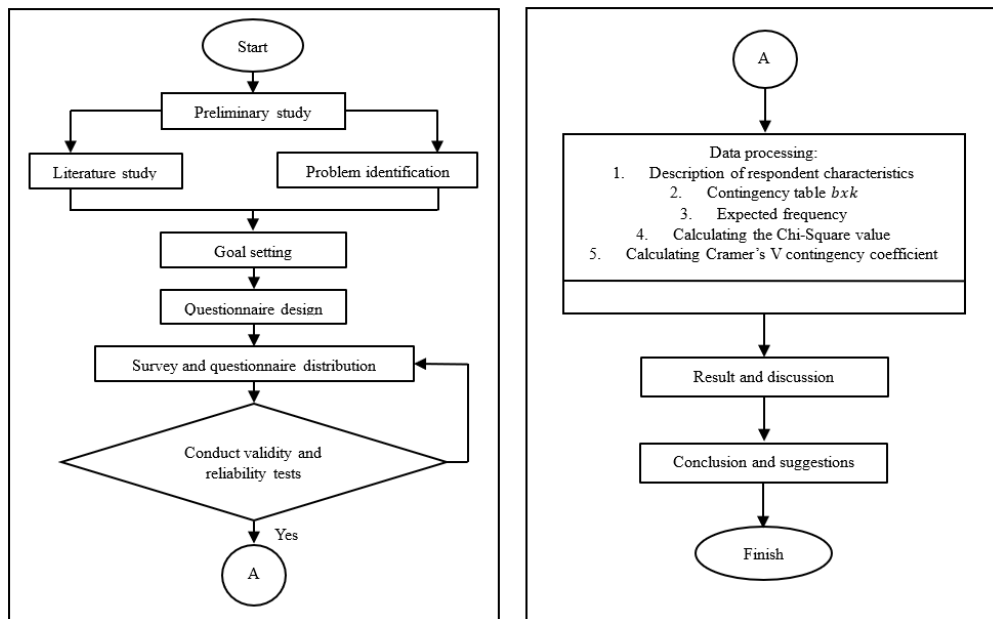 Start
Preliminary study
Literature study
Problem identification
Goal setting
Questionnaire design
Survey and questionnaire distribution
Conduct validity and
reliability tests
Yes
A
A
Data processing:
1. Description of respondent characteristics
2. Contingency table bxk
3. Expected frequency
4. Calculating the Chi-Square value
5. Calculating Cramer's V contingency coefficient
Result and discussion
Conclusion and suggestions
Finish